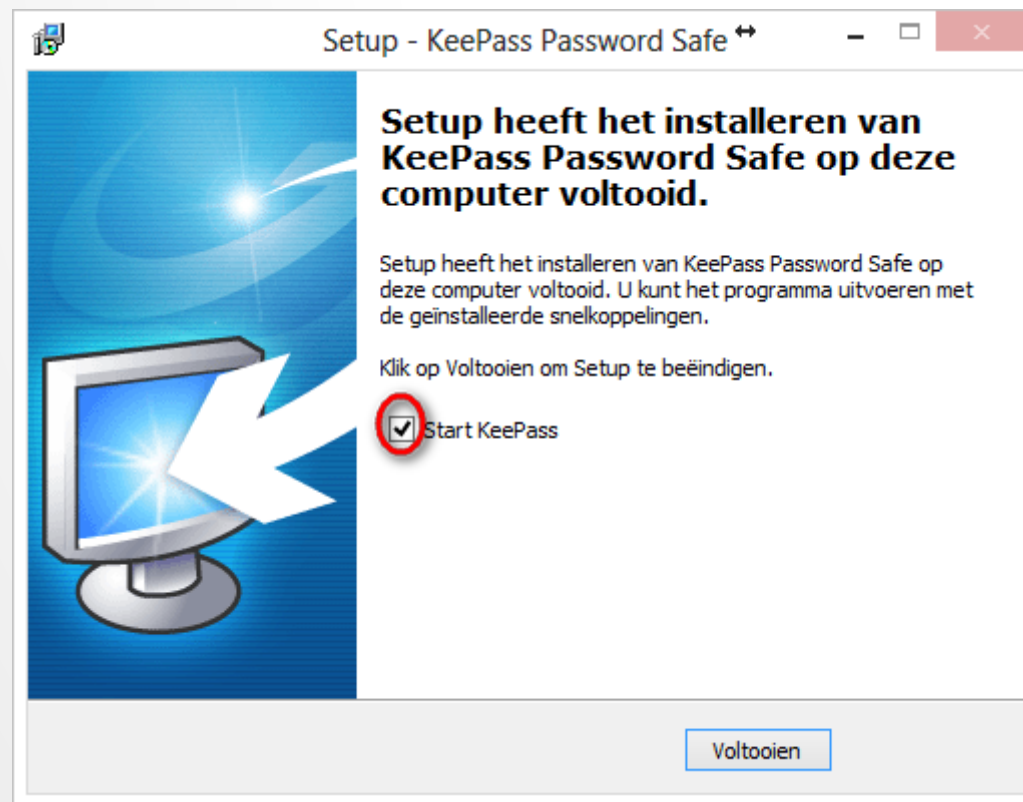 Setup - KeePass Password Safe
Setup heeft het installeren van
KeePass Password Safe op deze
computer voltooid.
Setup heeft het installeren van KeePass Password Safe op
deze computer voltooid. U kunt het programma uitvoeren met
de geïnstalleerde snelkoppelingen.
Klik op Voltooien om Setup te beëindigen.
Start KeePass
Voltooien